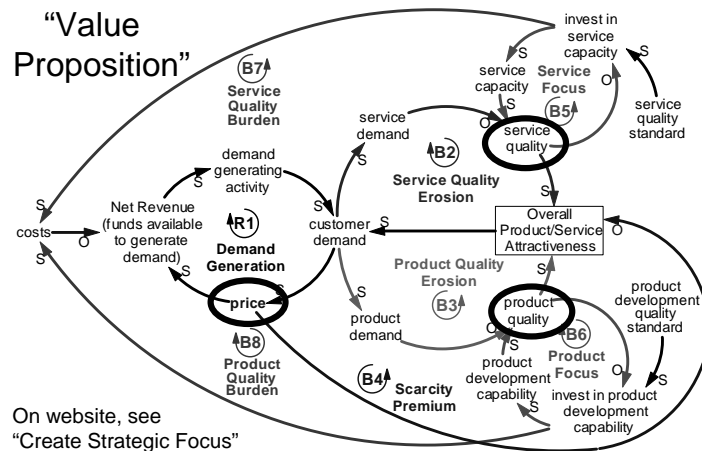 “Value
Proposition”
invest in
service
capacity
S
S
B7
Service
Quality
Burden
service
capacity
S
Service
Focus
B5
O
service
quality
standard
service
demand
O
service
quality
B2
Service Quality
Erosion
S
S
demand
generating
activity
S
S
S
costs
O
Net Revenue
(funds available
to generate
demand)
R1
Demand
Generation
customer
demand
S
Overall
Product/Service
Attractiveness
O
S
S
price
S
S
Product Quality
Erosion
B3
S
product
quality
product
development
quality
standard
product
demand
O
S
B6
Product
Focus
B8
Product
Quality
Burden
B4
Scarcity
Premium
product
development
capability
O
S
S
invest in product
development
capability
On website, see
“Create Strategic Focus”